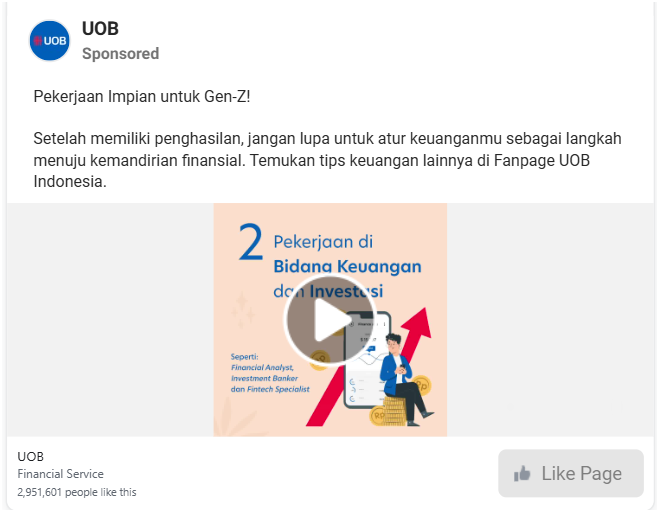 UOB
UOB
Sponsored
Pekerjaan Impian untuk Gen-Z!
Setelah memiliki penghasilan, jangan lupa untuk atur keuanganmu sebagai langkah
menuju kemandirian finansial. Temukan tips keuangan lainnya di Fanpage UOB
Indonesia.
2 Pekerjaan di
Bidang Keuangan
dan Investasi
Seperti:
Financial Analyst,
Investment Banker
dan Fintech Specialist
Rp
UOB
Financial Service
2,951,601 people like this
Like Page